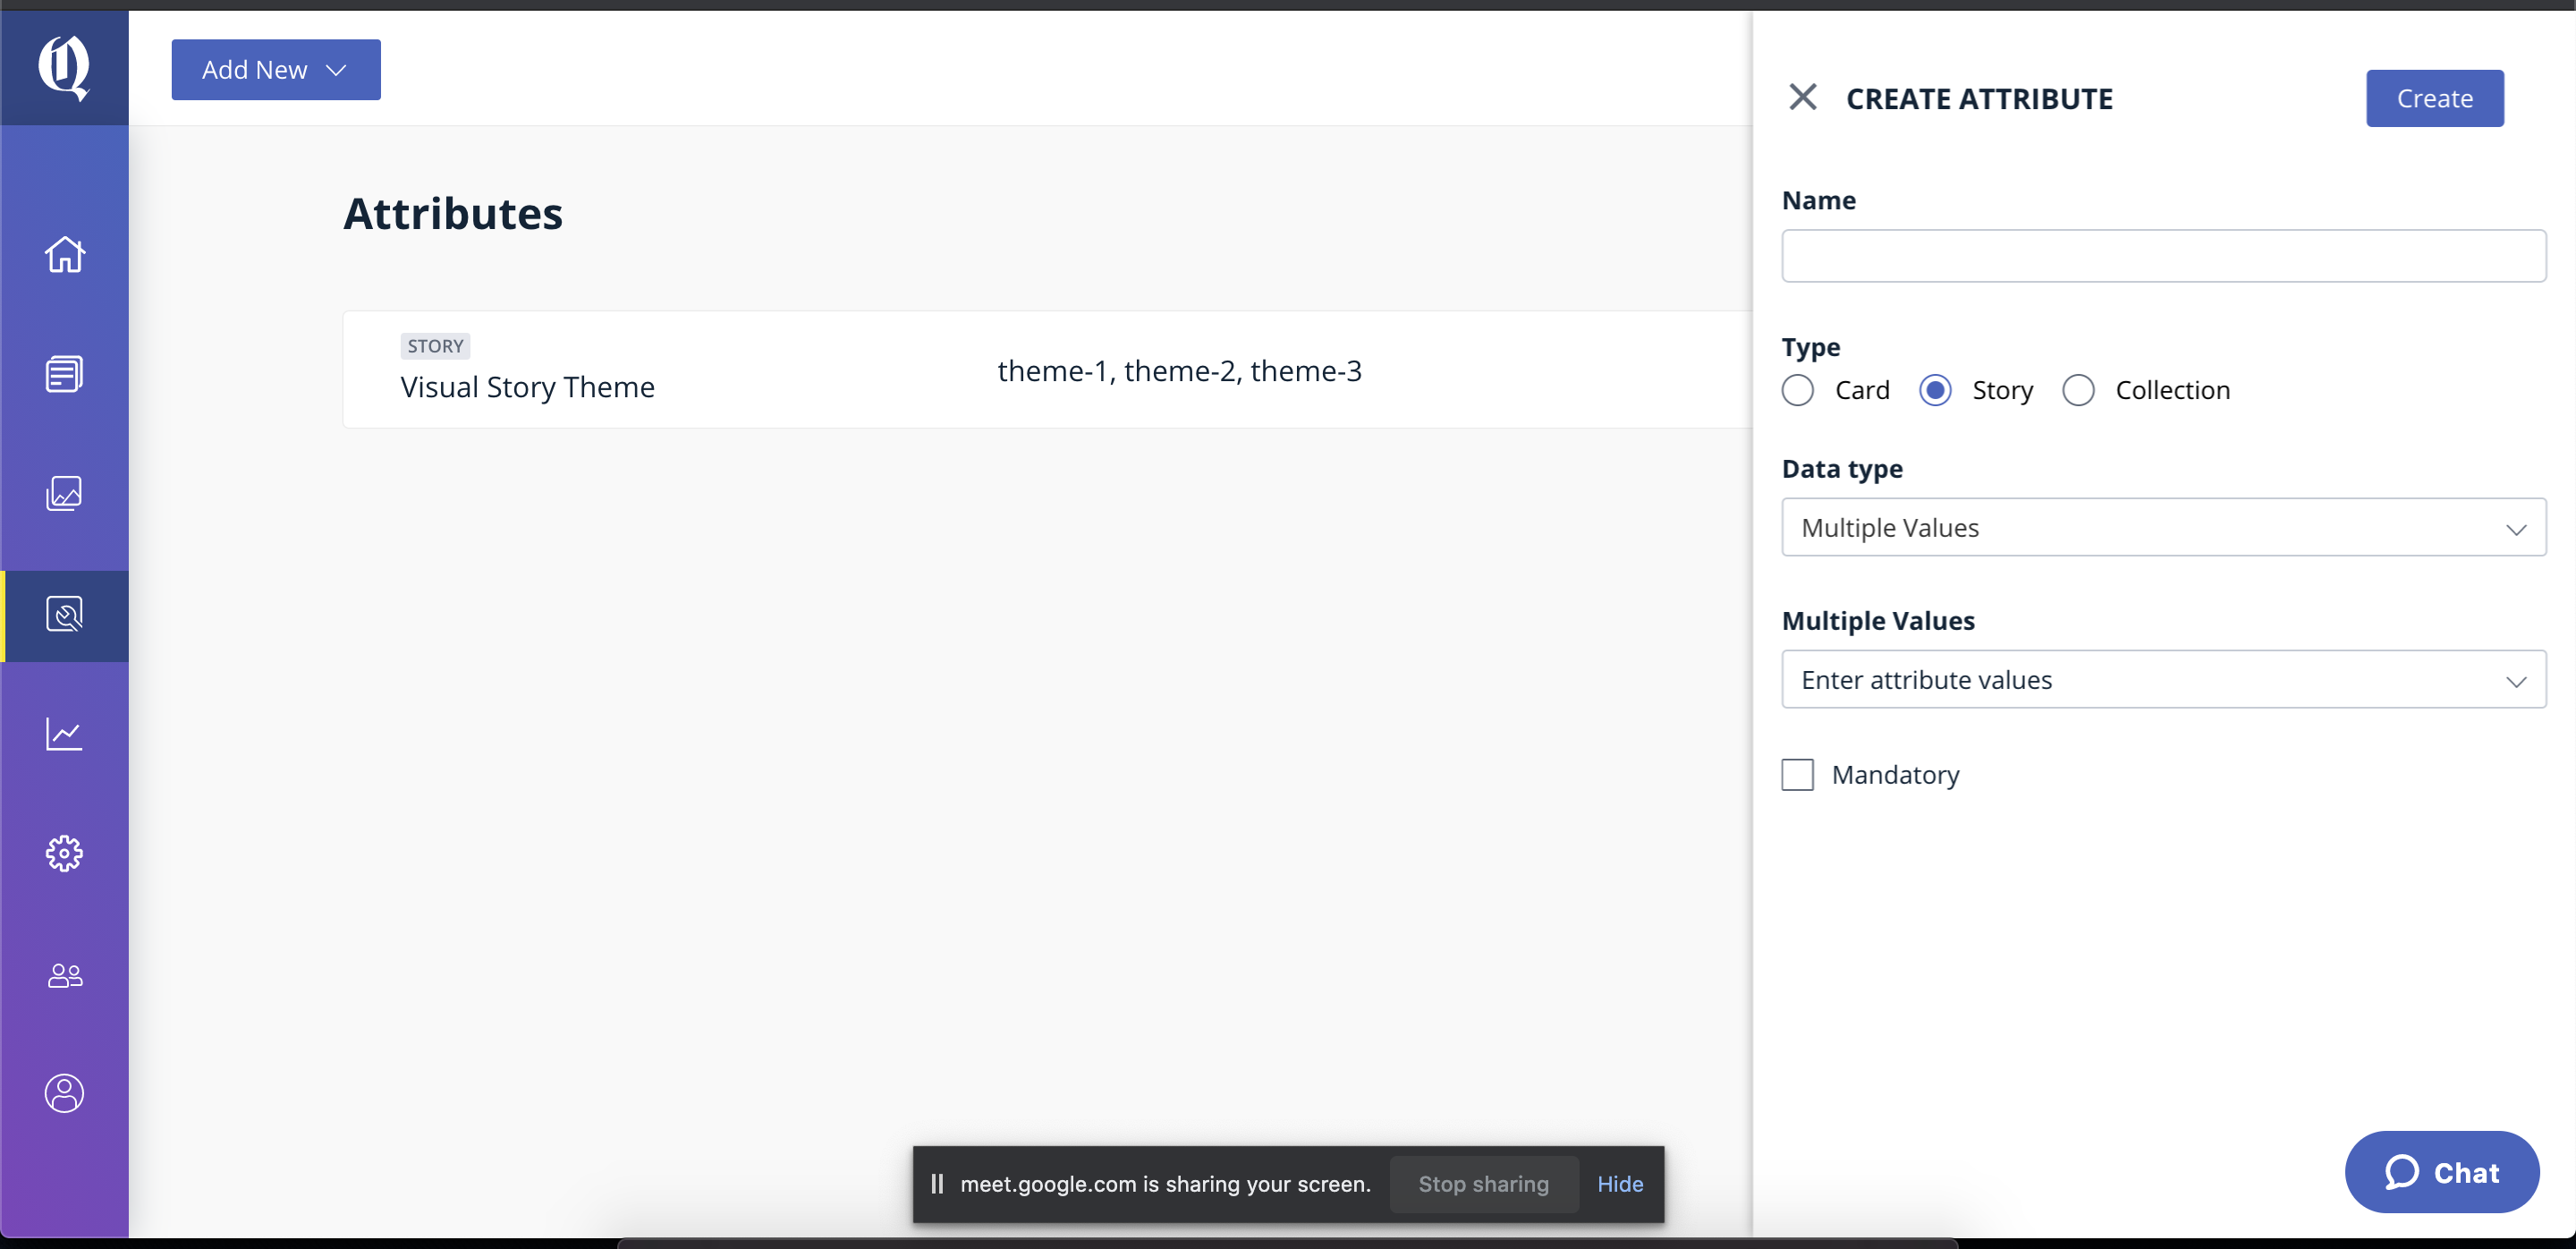 Add New
Attributes
STORY
Visual Story Theme
theme-1, theme-2, theme-3
CREATE ATTRIBUTE
Create
Name
Type
Card
Story
Collection
Data type
Multiple Values
Multiple Values
Enter attribute values
Mandatory
meet.google.com is sharing your screen.
Stop sharing
Hide
Chat